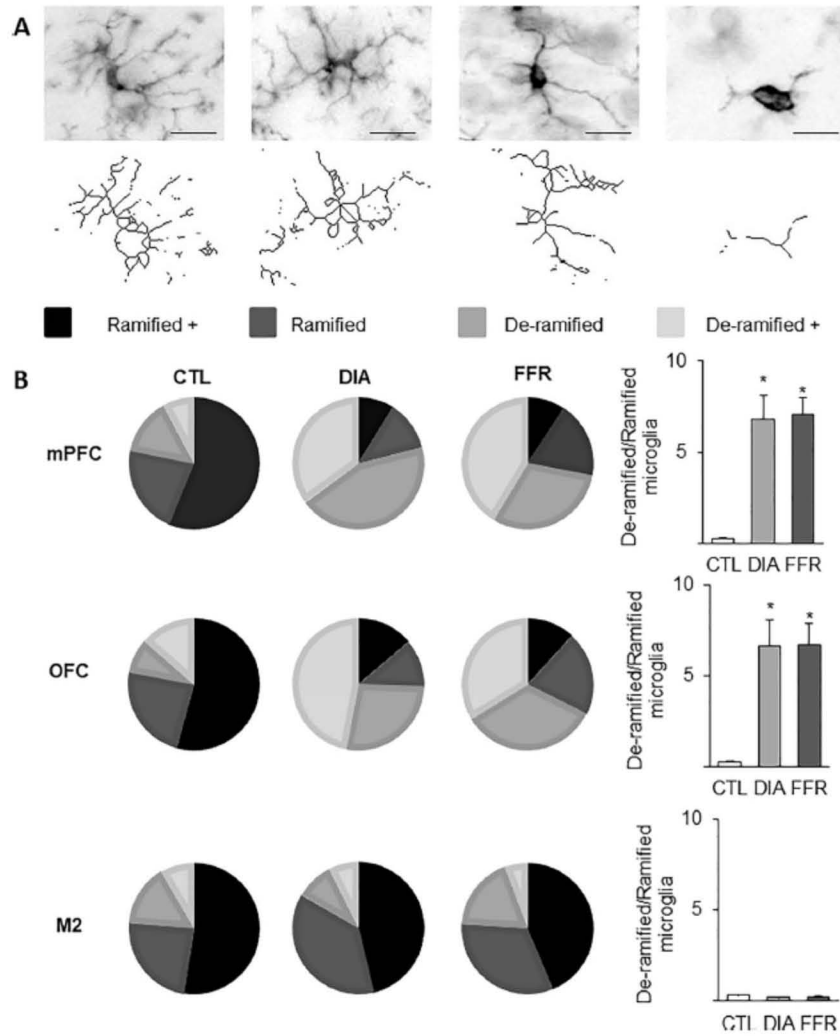 A
Ramified + Ramified De-ramified De-ramified +
B
CTL DIA FFR
mPFC
De-ramified/Ramified
microglia
10
5
*
*
CTL DIA FFR
OFC
De-ramified/Ramified
microglia
10
5
*
*
CTL DIA FFR
M2
De-ramified/Ramified
microglia
10
5
CTL DIA FFR